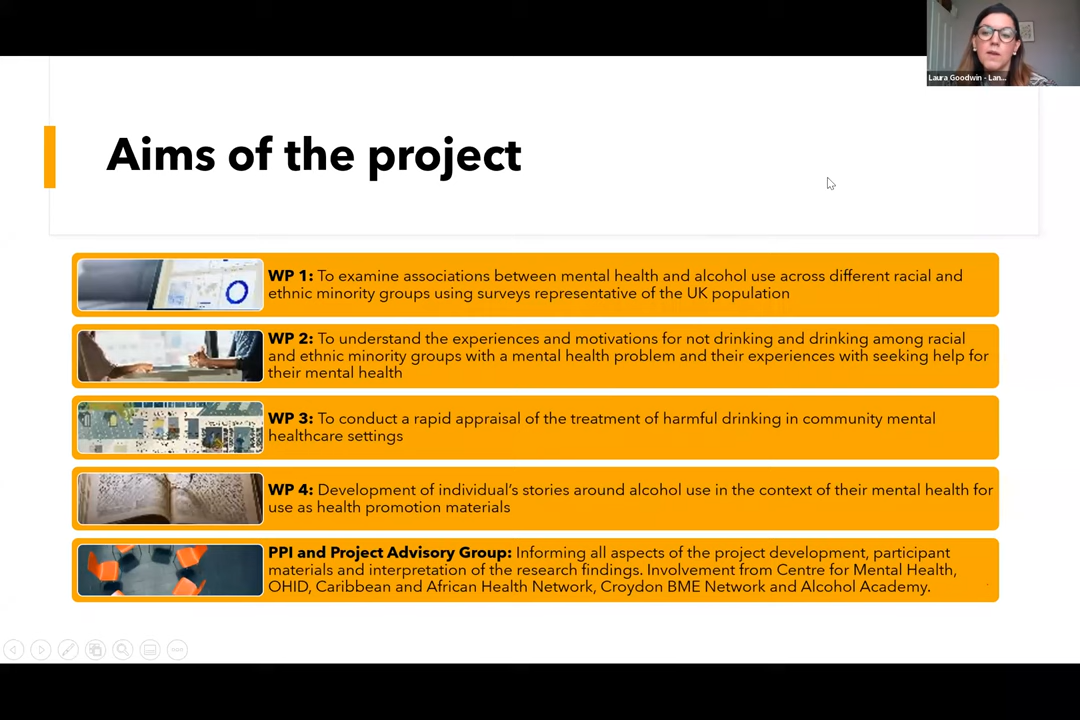 Laura Goodwin - Lan...
Aims of the project
WP 1: To examine associations between mental health and alcohol use across different racial and
ethnic minority groups using surveys representative of the UK population
WP 2: To understand the experiences and motivations for not drinking and drinking among racial
and ethnic minority groups with a mental health problem and their experiences with seeking help for
their mental health
WP 3: To conduct a rapid appraisal of the treatment of harmful drinking in community mental
healthcare settings
WP 4: Development of individual's stories around alcohol use in the context of their mental health for
use as health promotion materials
PPI and Project Advisory Group: Informing all aspects of the project development, participant
materials and interpretation of the research findings. Involvement from Centre for Mental Health,
OHID, Caribbean and African Health Network, Croydon BME Network and Alcohol Academy.